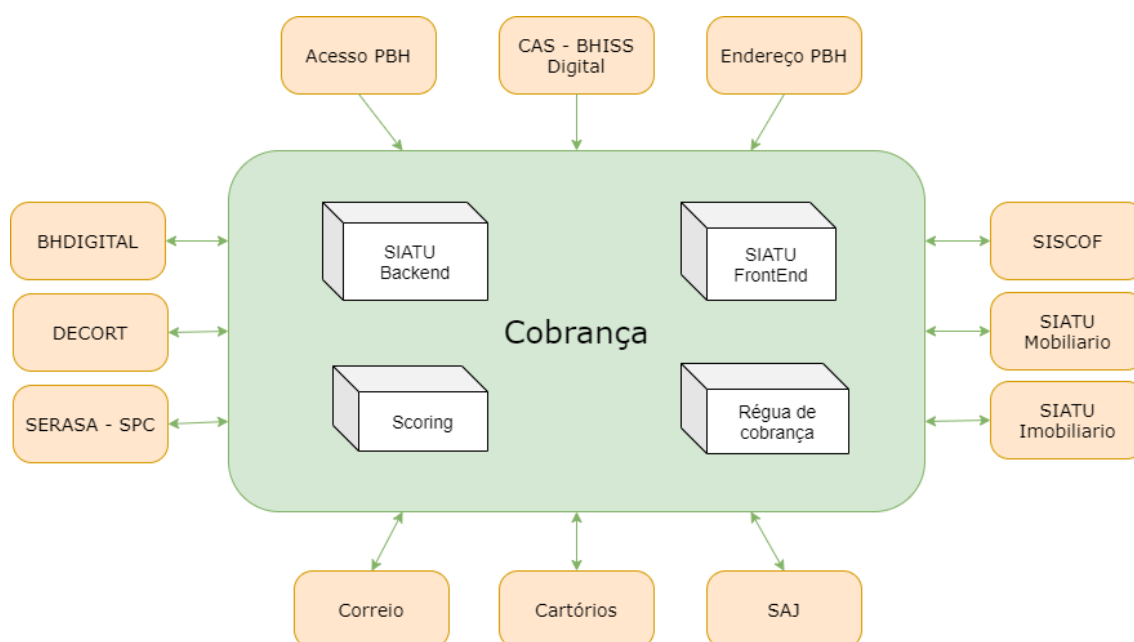 Acesso PBH
CAS - BHISS
Digital
Endereço PBH
BHDIGITAL
DECORT
SERASA - SPC
SIATU
Backend
SIATU
FrontEnd
Cobrança
Scoring
Régua de
cobrança
SISCOF
SIATU
Mobiliario
SIATU
Imobiliario
Correio
Cartórios
SAJ